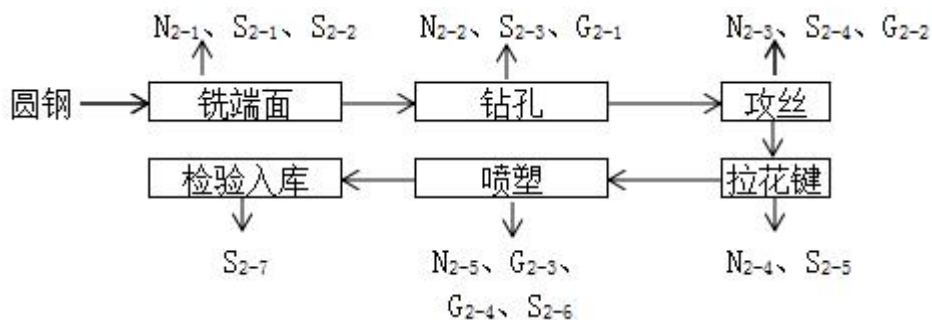 N₂₋₁、S₂₋₁、S₂₋₂
N₂₋₂、S₂₋₃、G₂₋₁
N₂₋₃、S₂₋₄、G₂₋₂
圆钢
铣端面
钻孔
攻丝
检验入库
喷塑
拉花键
S₂₋₇
N₂₋₅、G₂₋₃、
G₂₋₄、S₂₋₆
N₂₋₄、S₂₋₅